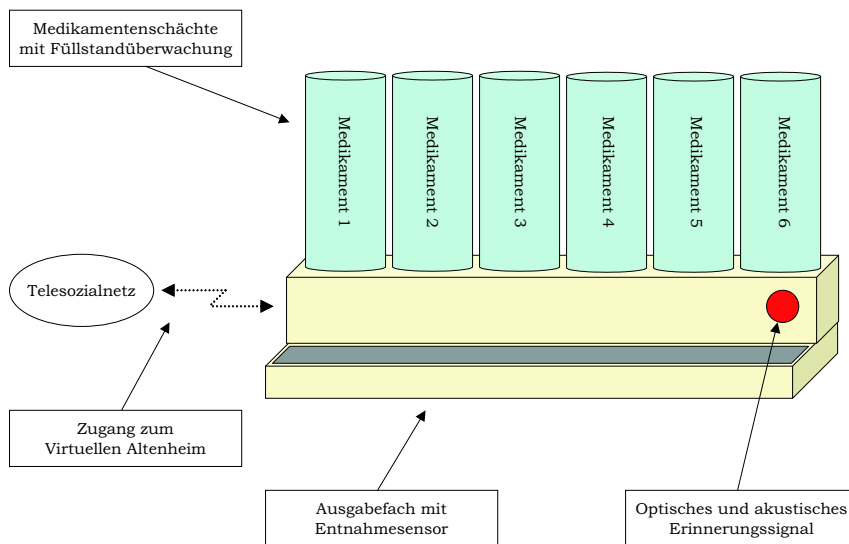 Medikamentenschächte
mit Füllstandüberwachung
Medikament 1
Medikament 2
Medikament 3
Medikament 4
Medikament 5
Medikament 6
Telesozialnetz
Zugang zum
Virtuellen Altenheim
Ausgabefach mit
Entnahmesensor
Optisches und akustisches
Erinnerungssignal